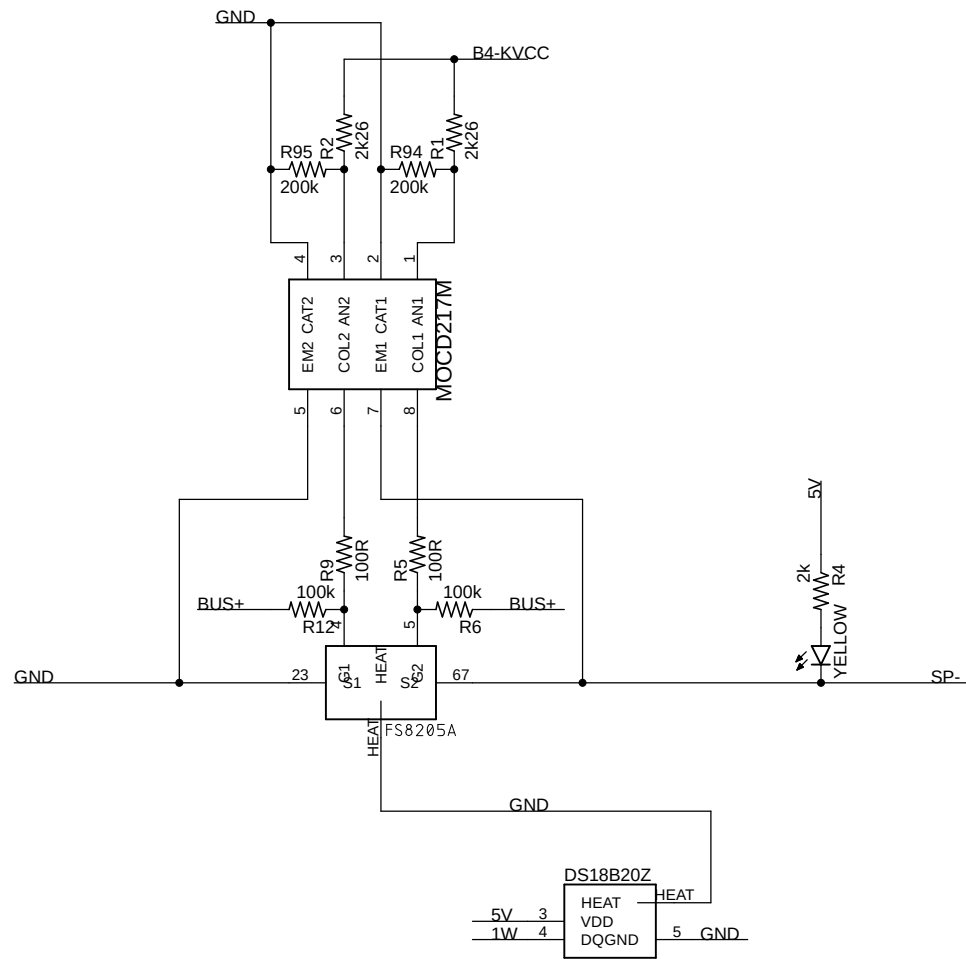 GND
B4-KVCC
R95
200k
R2
2k26
R94
200k
R1
2k26
4
3
2
1
EM2 CAT2
COL2 AN2
EM1 CAT1
COL1 AN1
MOCD217M
5
6
7
8
5V
R9
100R
R5
100R
2k
R4
BUS+
100k
R12
4
5
100k
R6
BUS+
YELLOW
GND
23
G1
S1
HEAT
G2
S2
67
SP-
HEAT
FS8205A
GND
DS18B20Z
HEAT
HEAT
5V
3
VDD
1W
4
DQGND
5
GND